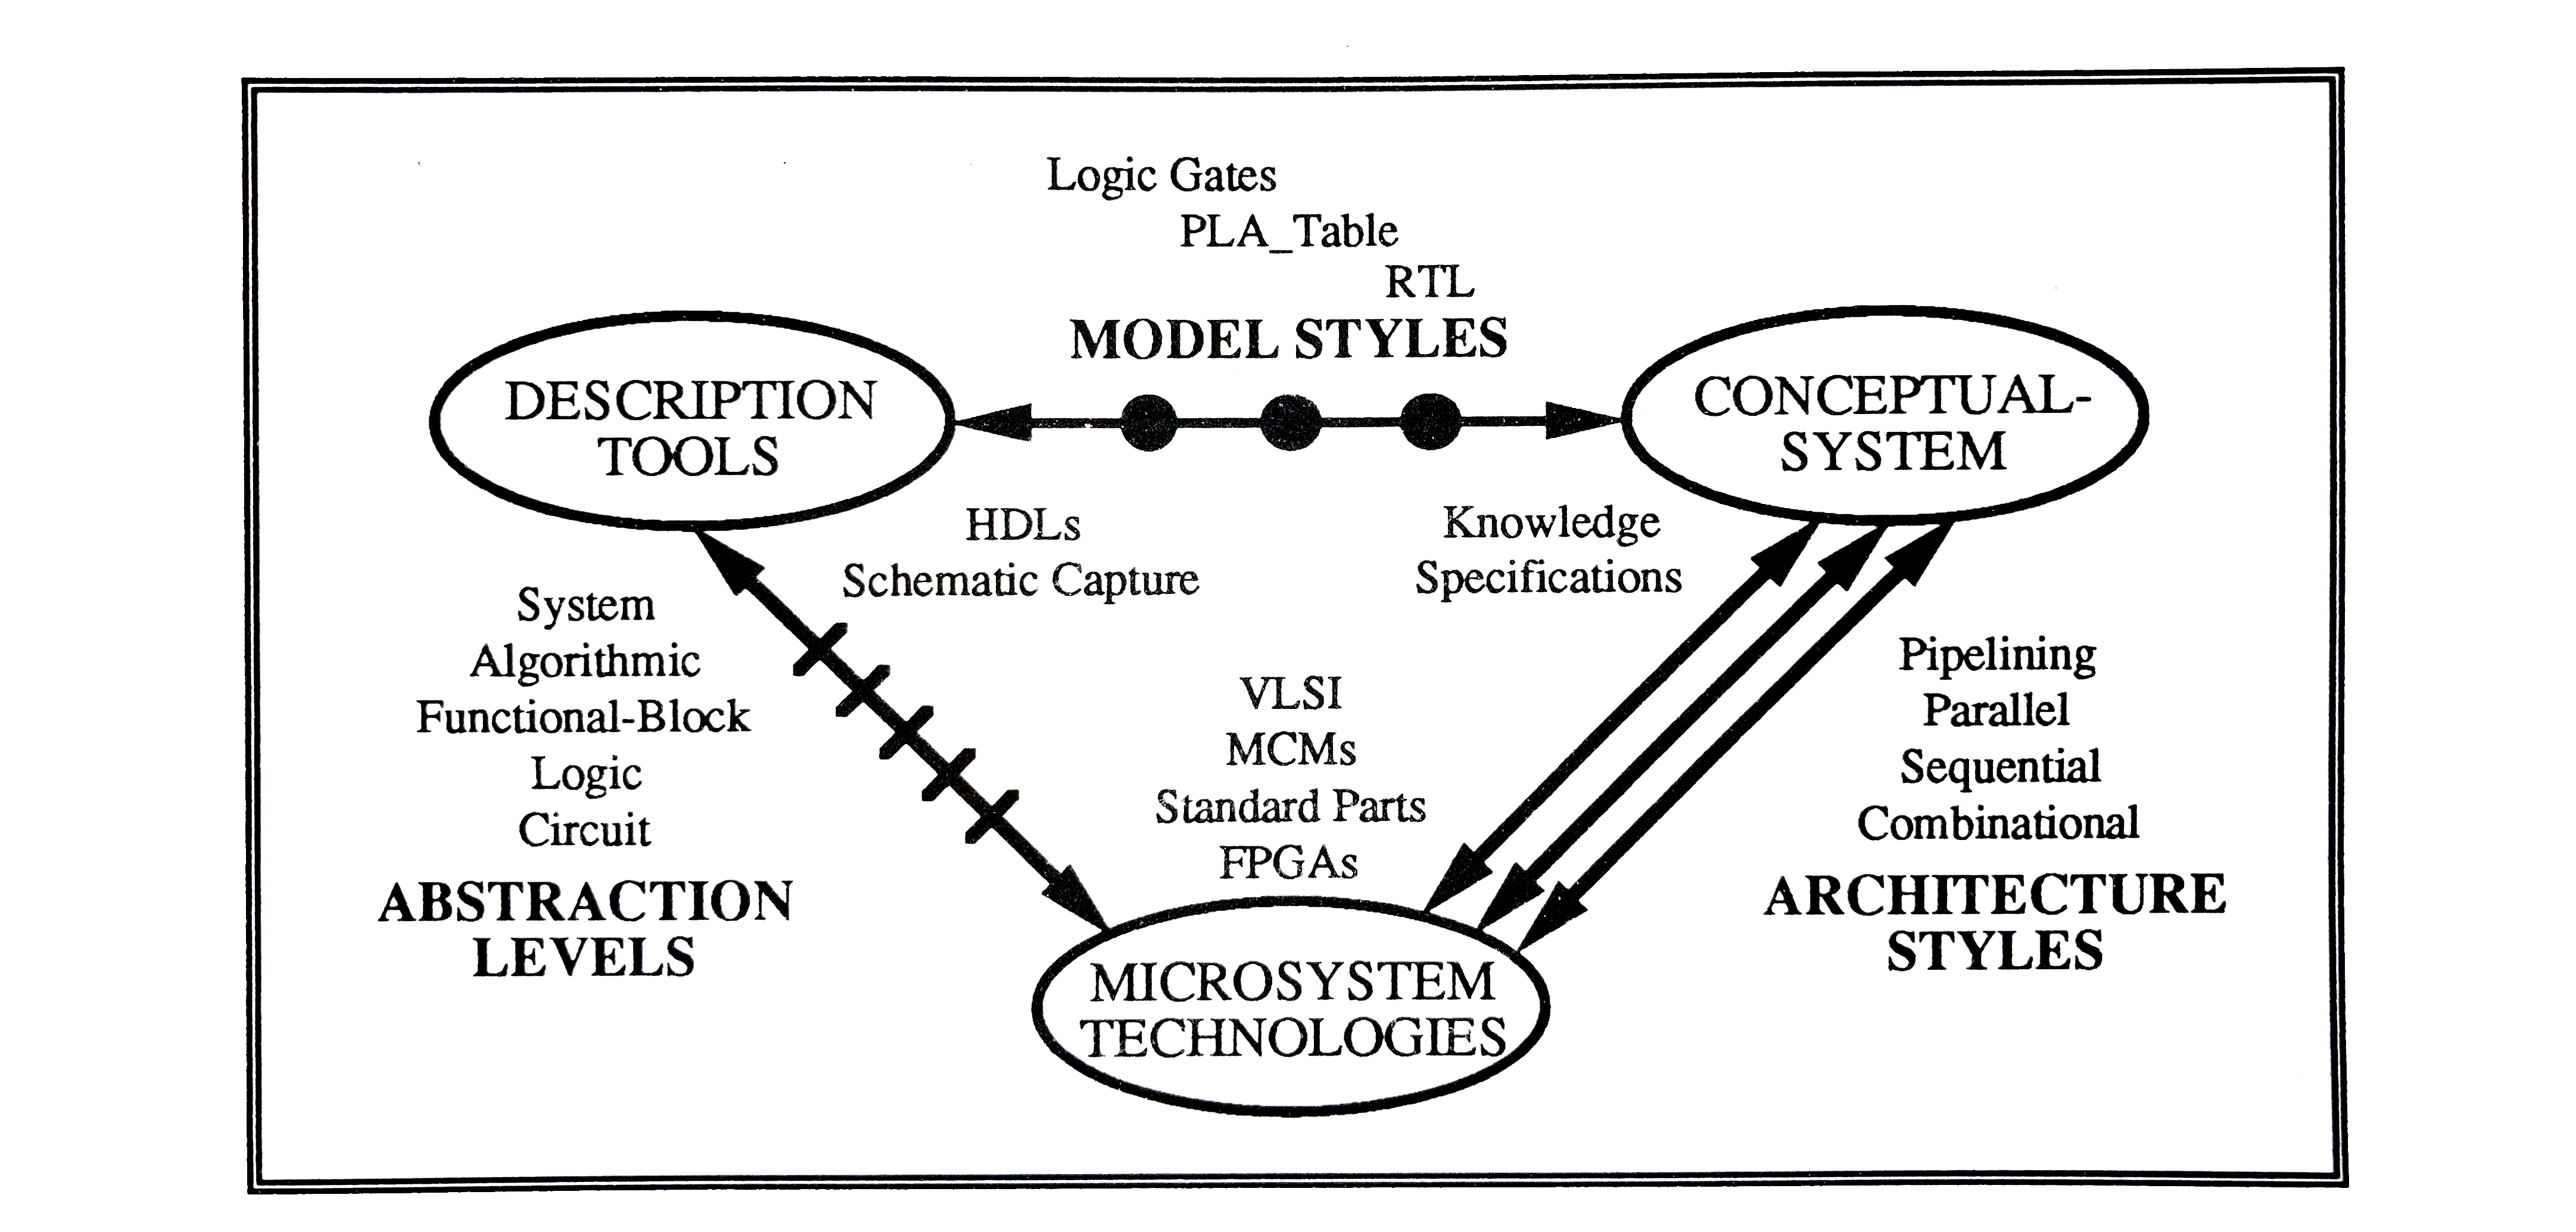 Logic Gates
PLA_Table
RTL
MODEL STYLES
DESCRIPTION
TOOLS
CONCEPTUAL-
SYSTEM
HDLs
Schematic Capture
Knowledge
Specifications
System
Algorithmic
Functional-Block
Logic
Circuit
ABSTRACTION
LEVELS
VLSI
MCMs
Standard Parts
FPGAs
Pipelining
Parallel
Sequential
Combinational
ARCHITECTURE
STYLES
MICROSYSTEM
TECHNOLOGIES